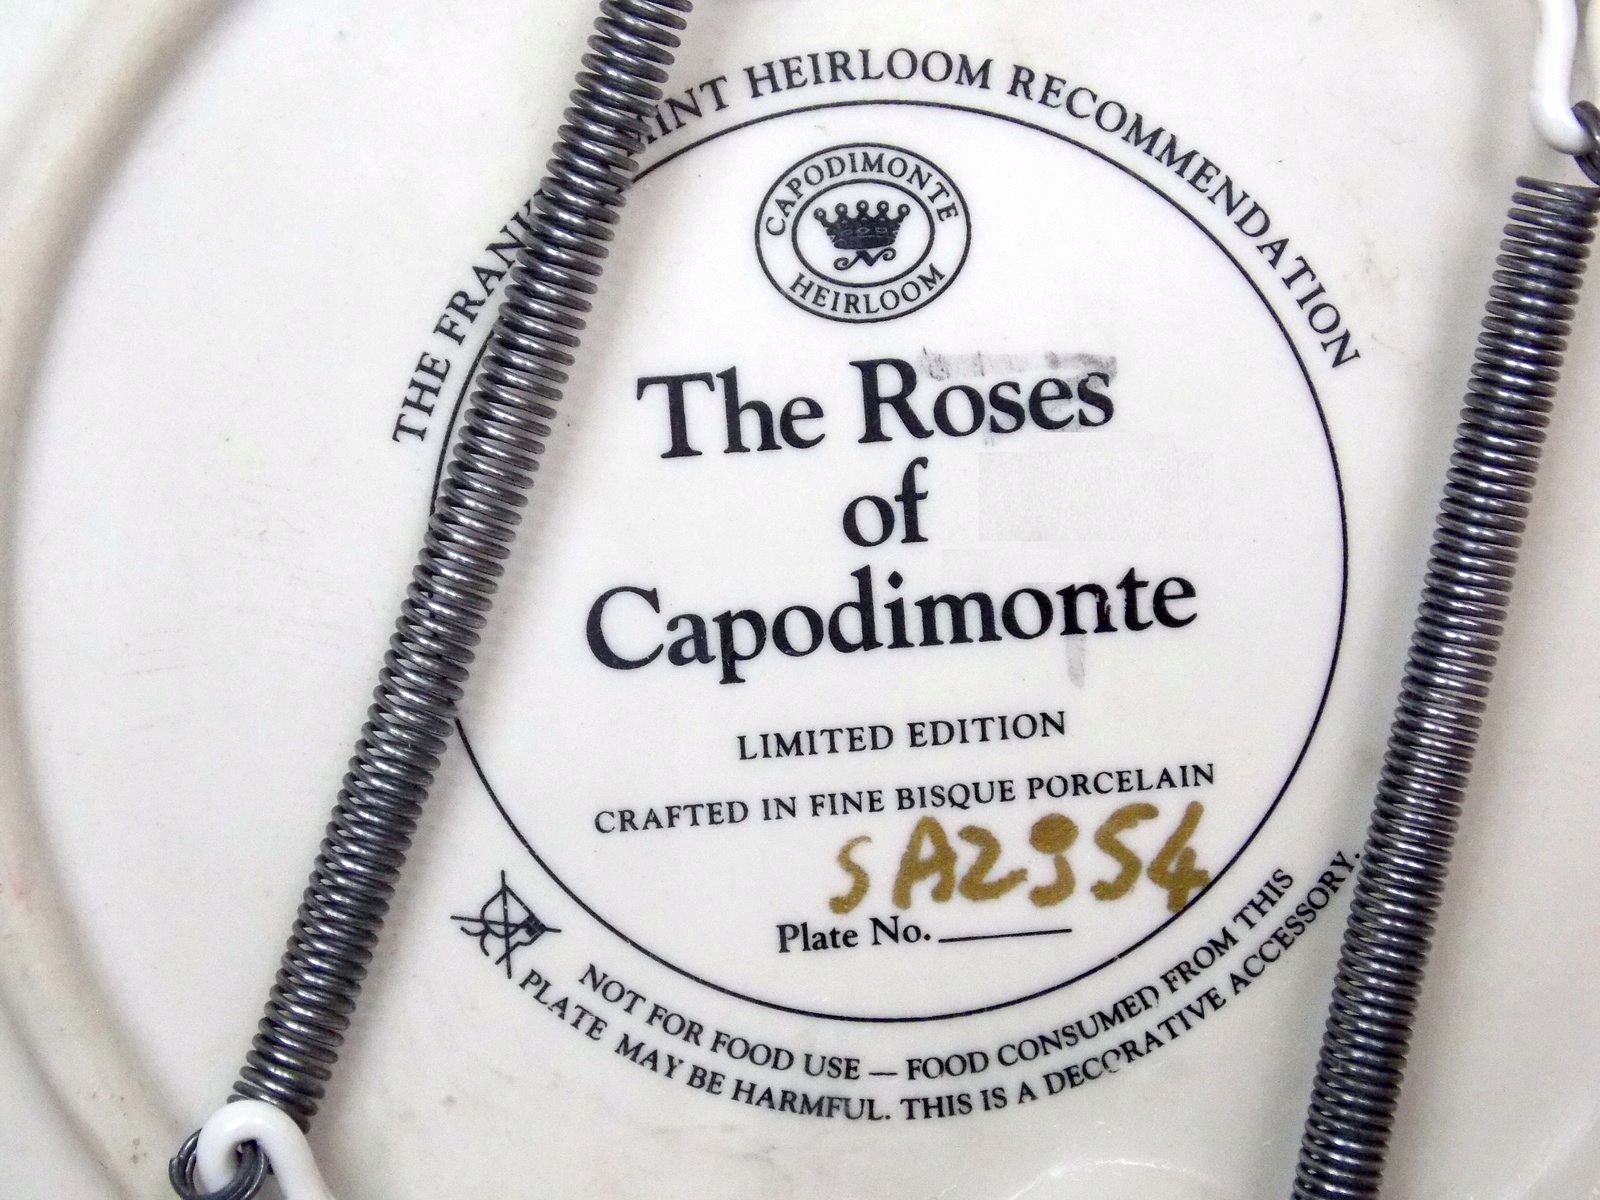 THE FRANK MINT HEIRLOOM RECOMMENDATION
CAPODIMONTE
HEIRLOOM
The Roses
of
Capodimonte
LIMITED EDITION
CRAFTED IN FINE BISQUE PORCELAIN
SA2954
Plate No.
NOT FOR FOOD USE — FOOD CONSUMED FROM THIS
PLATE MAY BE HARMFUL. THIS IS A DECORATIVE ACCESSORY.